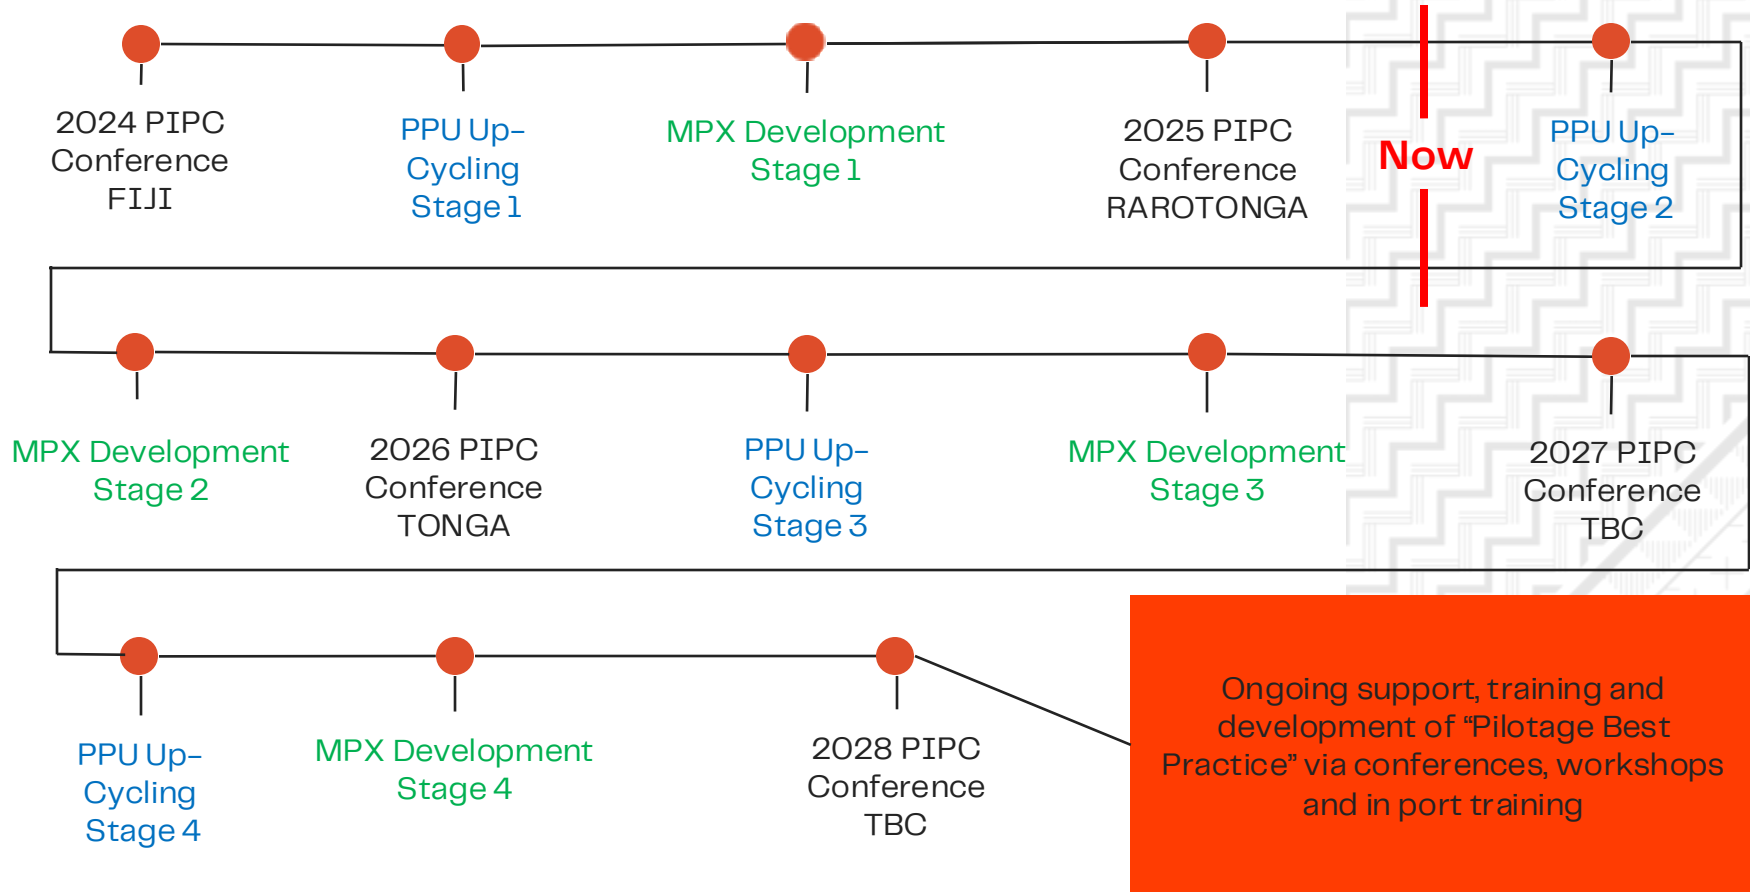 2024 PIPC
Conference
FIJI
PPU Up-
Cycling
Stage 1
MPX Development
Stage 1
2025 PIPC
Conference
RAROTONGA
Now
PPU Up-
Cycling
Stage 2
MPX Development
Stage 2
2026 PIPC
Conference
TONGA
PPU Up-
Cycling
Stage 3
MPX Development
Stage 3
2027 PIPC
Conference
TBC
PPU Up-
Cycling
Stage 4
MPX Development
Stage 4
2028 PIPC
Conference
TBC
Ongoing support, training and
development of “Pilotage Best
Practice” via conferences, workshops
and in port training